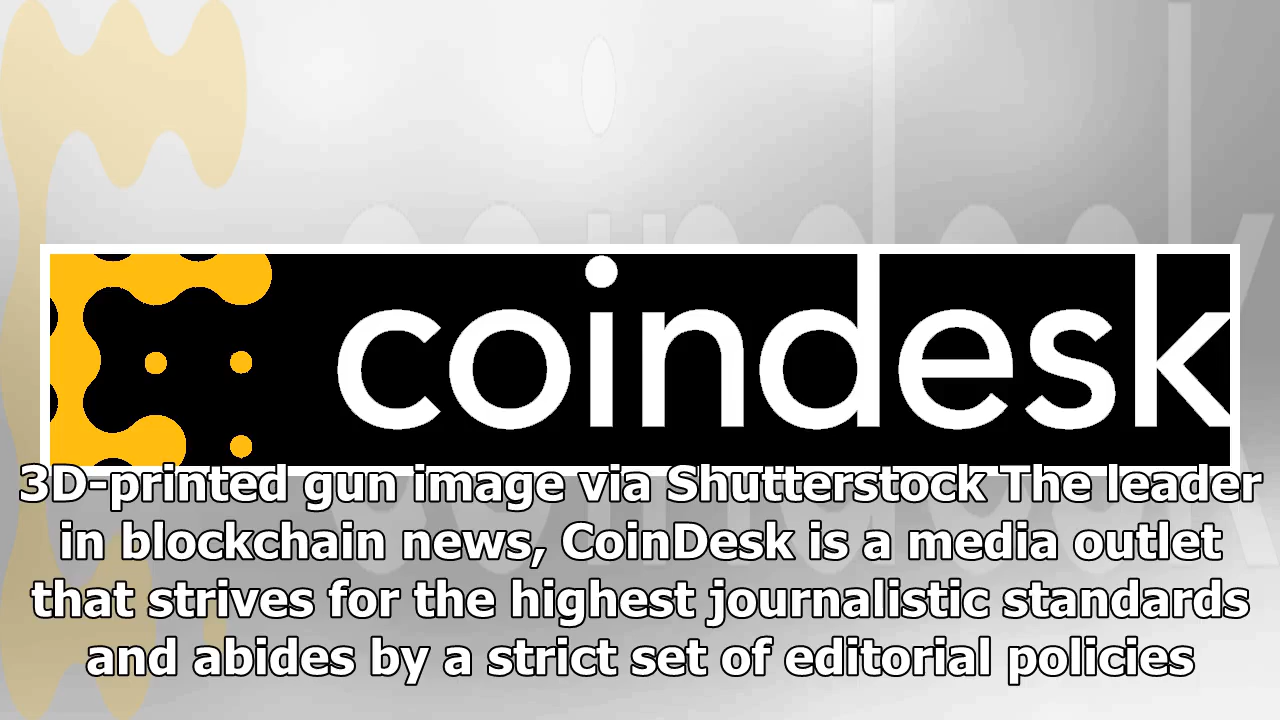 coindesk
3D-printed gun image via Shutterstock The leader
in blockchain news, CoinDesk is a media outlet
that strives for the highest journalistic standards
and abides by a strict set of editorial policies